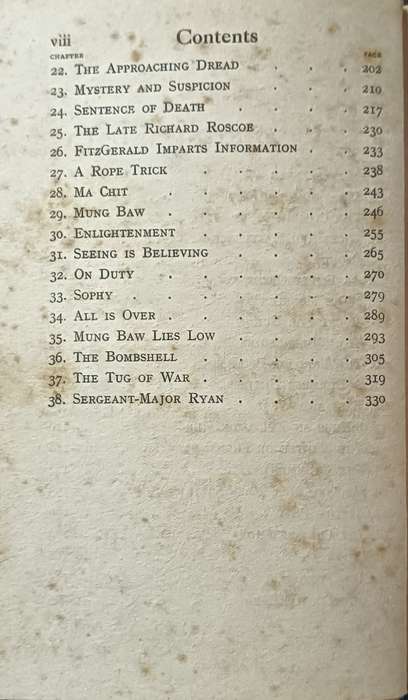 viii Contents
CHAPTER PAGE
22. The Approaching Dread . . . 202
23. Mystery and Suspicion . . . 210
24. Sentence of Death . . . 217
25. The Late Richard Roscoe . . . 230
26. FitzGerald Imparts Information . . . 233
27. A Rope Trick . . . . . 238
28. Ma Chit . . . . . 243
29. Mung Baw . . . . . 246
30. Enlightenment . . . . . 255
31. Seeing is Believing . . . . 265
32. On Duty . . . . . 270
33. Sophy . . . . . . 279
34. All is Over . . . . . 289
35. Mung Baw Lies Low . . . . 293
36. The Bombshell . . . . . 305
37. The Tug of War . . . . . 319
38. Sergeant-Major Ryan . . . . 330